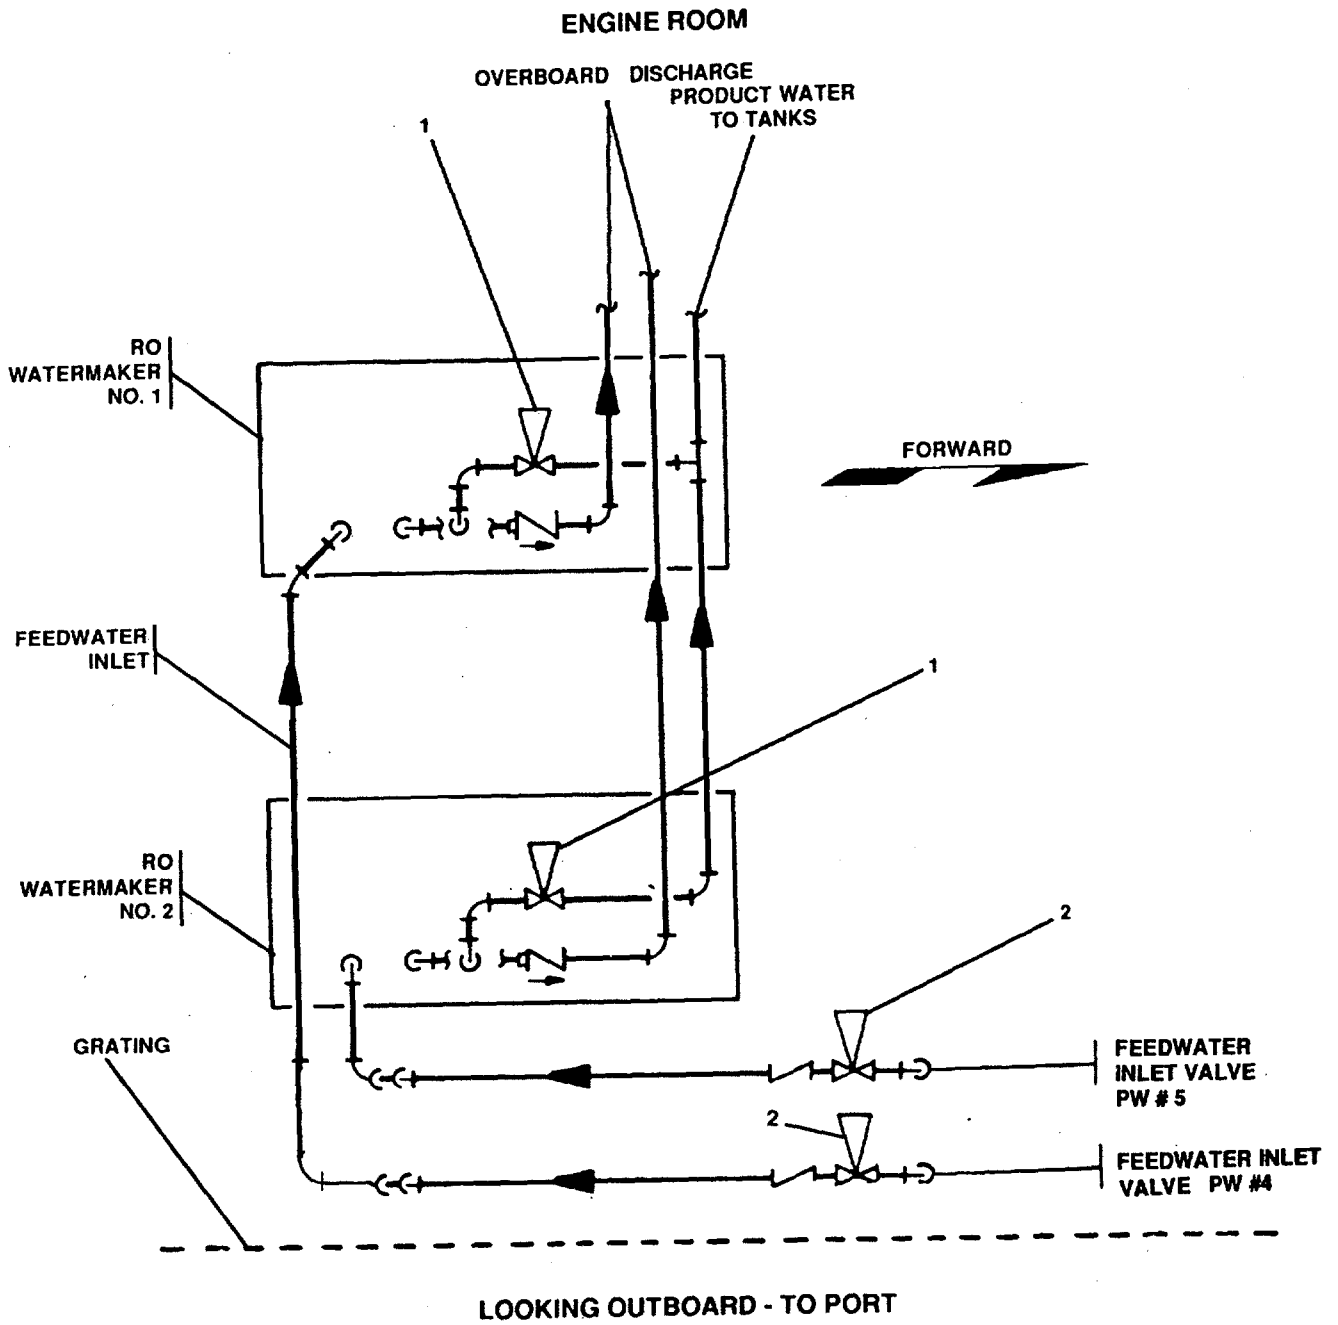 ENGINE ROOM
OVERBOARD DISCHARGE
PRODUCT WATER
TO TANKS
1
RO
WATERMAKER
NO. 1
FORWARD
FEEDWATER
INLET
1
RO
WATERMAKER
NO. 2
2
GRATING
FEEDWATER
INLET VALVE
PW # 5
2
FEEDWATER INLET
VALVE PW #4
LOOKING OUTBOARD - TO PORT